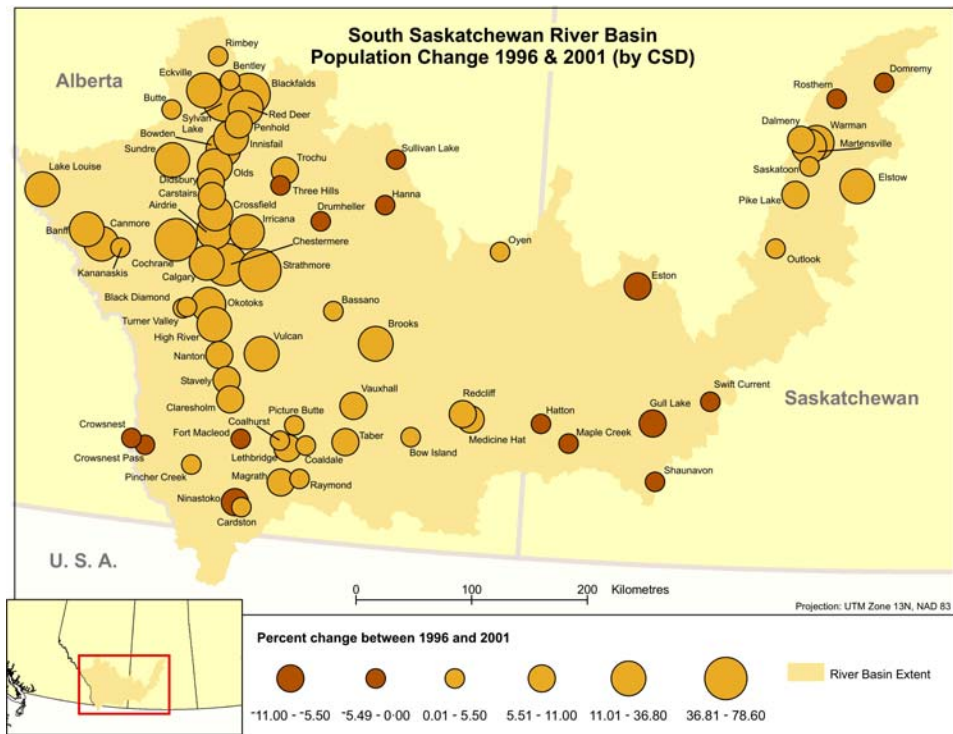 South Saskatchewan River Basin
Population Change 1996 & 2001 (by CSD)
Alberta
Rimbey
Bentley
Eckville
Blackfalds
Butte
Sylvan
Lake
Red Deer
Penhold
Bowden
Innisfail
Sundre
Olds
Trochu
Sullivan Lake
Lake Louise
Didsbury
Carstairs
Three Hills
Hanna
Airdrie
Crossfield
Drumheller
Irricana
Canmore
Banff
Chestermere
Kananaskis
Cochrane
Calgary
Strathmore
Oyen
Domremy
Rosthern
Dalmeny
Warman
Martensville
Saskatoon
Pike Lake
Elstow
Outlook
Eston
Black Diamond
Okotoks
Bassano
Turner Valley
High River
Brooks
Vulcan
Nanton
Stavely
Vauxhall
Claresholm
Redcliff
Swift Current
Gull Lake
Saskatchewan
Picture Butte
Coalhurst
Crowsnest
Fort Macleod
Taber
Hatton
Medicine Hat
Maple Creek
Crowsnest Pass
Lethbridge
Coaldale
Bow Island
Pincher Creek
Magrath
Raymond
Shaunavon
Ninastoko
Cardston
U. S. A.
0 100 200 Kilometres
Projection: UTM Zone 13N, NAD 83
Percent change between 1996 and 2001
-11.00 - -5.50 -5.49 - 0.00 0.01 - 5.50 5.51 - 11.00 11.01 - 36.80 36.81 - 78.60
River Basin Extent